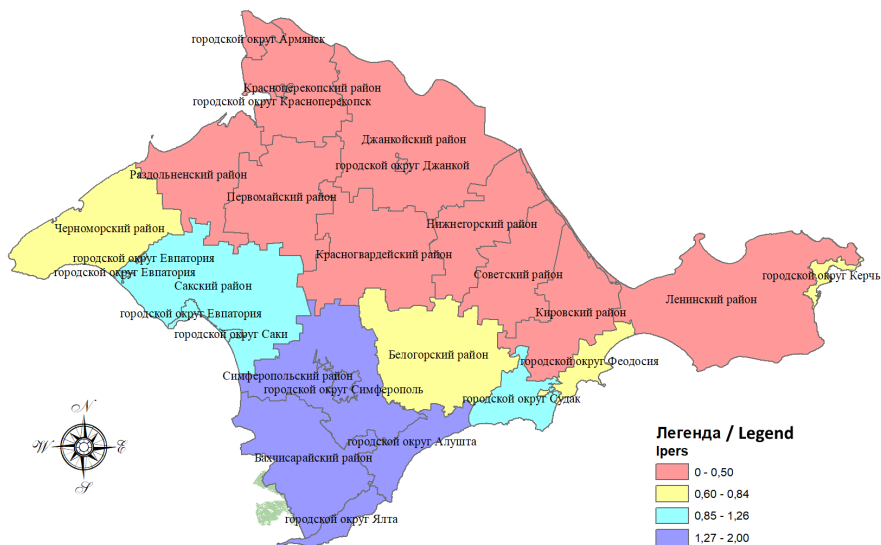 городской округ Армянск
Красноперекопский район
городской округ Красноперекопск
Джанкойский район
городской округ Джанкой
Раздольненский район
Первомайский район
Черноморский район
Нижнегорский район
Красногвардейский район
городской округ Евпатория
городской округ Евпатория
Советский район
городской округ Керчь
Сакский район
Ленинский район
городской округ Евпатория
Кировский район
городской округ Саки
Белогорский район
городской округ Феодосия
Симферопольский район
городской округ Симферополь
городской округ Судак
городской округ Алушта
Бахчисарайский район
городской округ Ялта
N
W E
S
Легенда / Legend
Ipers
0 - 0,50
0,60 - 0,84
0,85 - 1,26
1,27 - 2,00